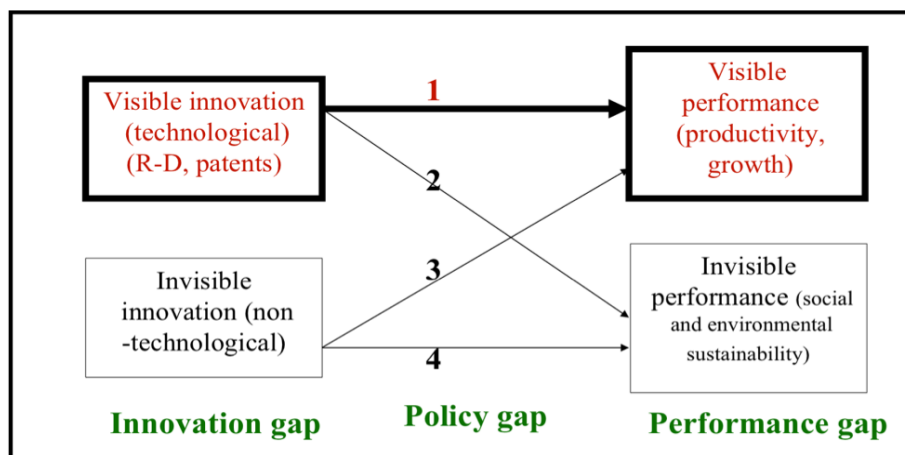 Visible innovation
(technological)
(R-D, patents)
1
Visible
performance
(productivity,
growth)
2
3
Invisible
innovation (non
-technological)
4
Invisible
performance (social
and environmental
sustainability)
Innovation gap
Policy gap
Performance gap